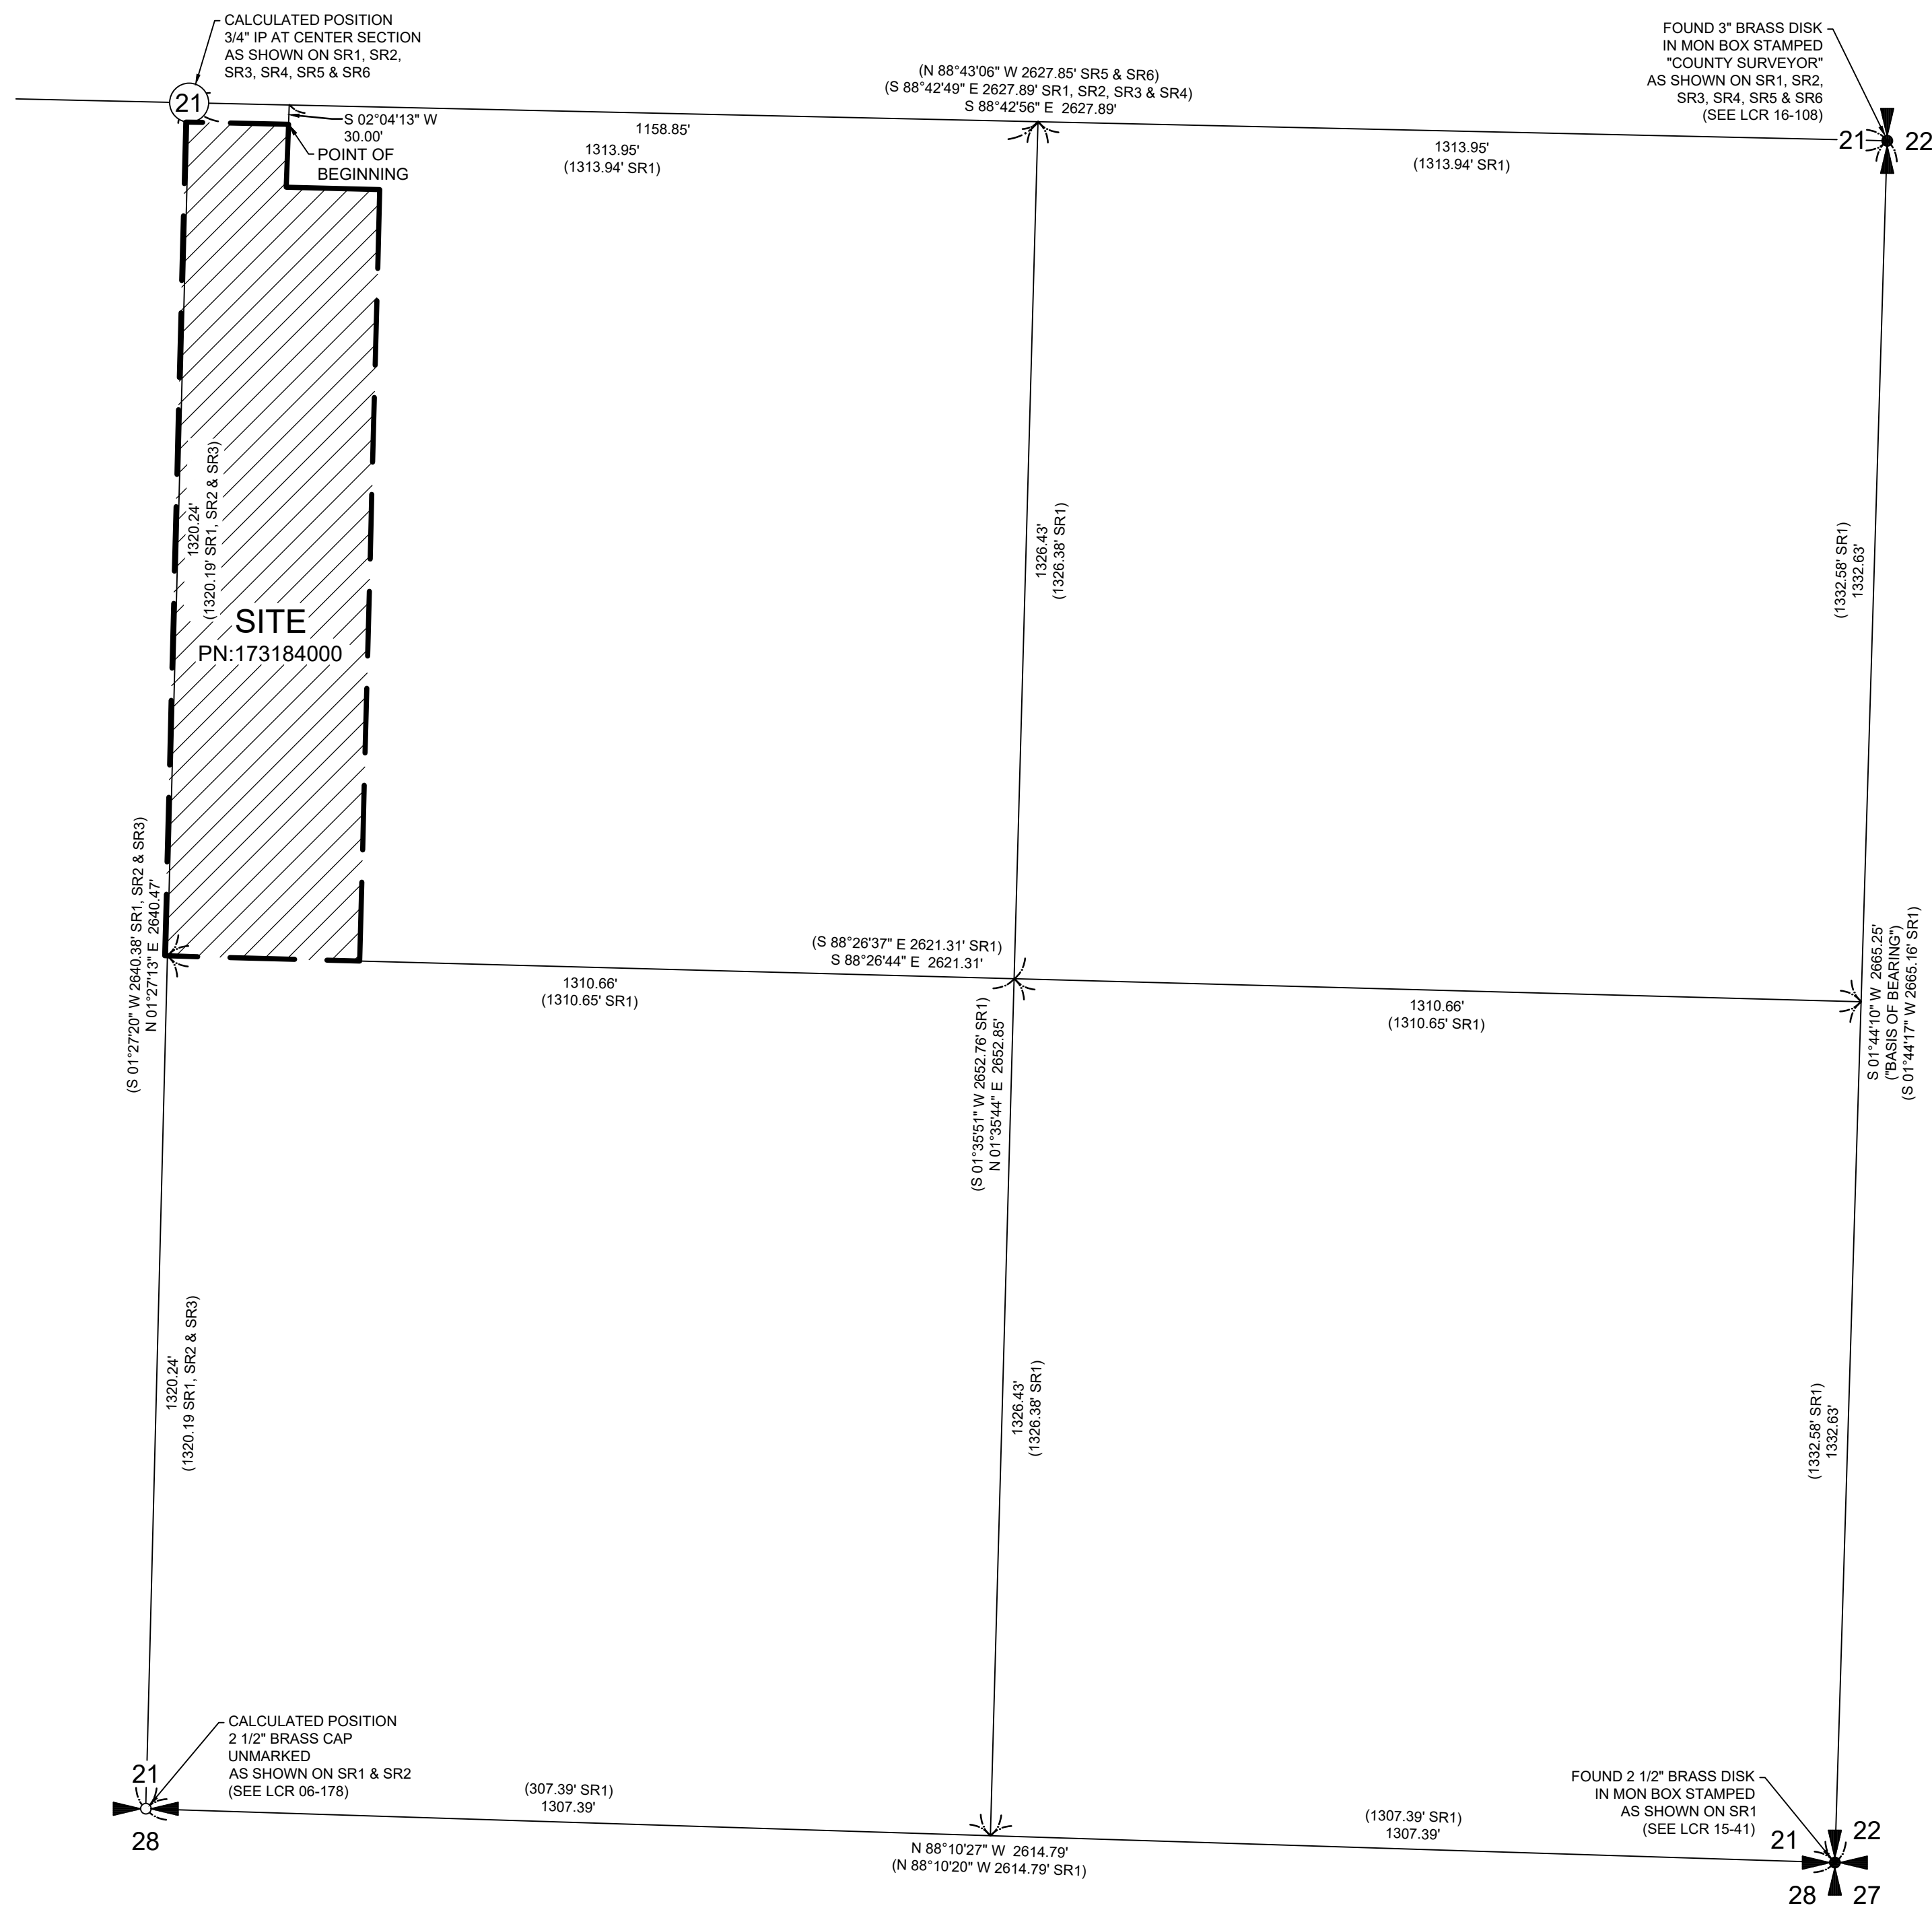 CALCULATED POSITION
3/4" IP AT CENTER SECTION
AS SHOWN ON SR1, SR2,
SR3, SR4, SR5 & SR6
21
(N 88°43'06" W 2627.85' SR5 & SR6)
(S 88°42'49" E 2627.89' SR1, SR2, SR3 & SR4)
S 88°42'56" E 2627.89'
FOUND 3" BRASS DISK
IN MON BOX STAMPED
"COUNTY SURVEYOR"
AS SHOWN ON SR1, SR2,
SR3, SR4, SR5 & SR6
(SEE LCR 16-108)
21
22
S 02°04'13" W
30.00'
POINT OF
BEGINNING
1158.85'
1313.95'
(1313.94' SR1)
1313.95'
(1313.94' SR1)
1320.24'
(1320.19' SR1, SR2 & SR3)
SITE
PN:173184000
1326.43'
(1326.38' SR1)
(1332.58' SR1)
1332.63'
(S 01°27'20" W 2640.38' SR1, SR2 & SR3)
N 01°27'13" E 2640.47'
(S 88°26'37" E 2621.31' SR1)
S 88°26'44" E 2621.31'
1310.66'
(1310.65' SR1)
1310.66'
(1310.65' SR1)
(S 01°35'51" W 2652.76' SR1)
N 01°35'44" E 2652.85'
S 01°44'10" W 2665.25'
("BASIS OF BEARING")
(S 01°44'17" W 2665.16' SR1)
1320.24'
(1320.19 SR1, SR2 & SR3)
1326.43'
(1326.38' SR1)
(1332.58' SR1)
1332.63'
CALCULATED POSITION
2 1/2" BRASS CAP
UNMARKED
AS SHOWN ON SR1 & SR2
(SEE LCR 06-178)
21
28
(307.39' SR1)
1307.39'
N 88°10'27" W 2614.79'
(N 88°10'20" W 2614.79' SR1)
(1307.39' SR1)
1307.39'
FOUND 2 1/2" BRASS DISK
IN MON BOX STAMPED
AS SHOWN ON SR1
(SEE LCR 15-41)
21
22
28
27